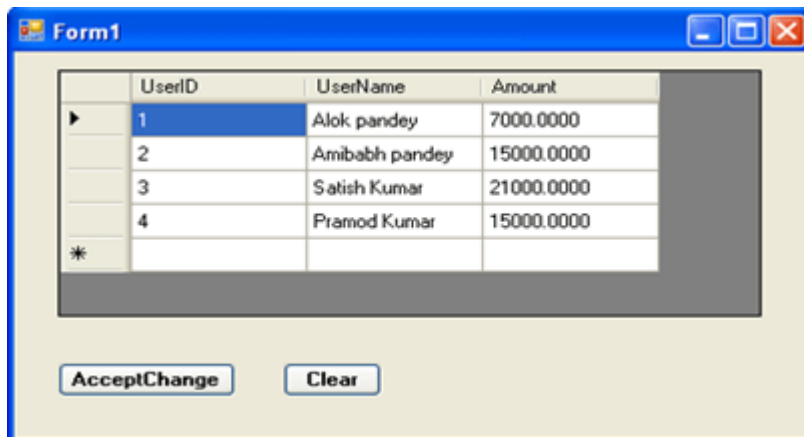 Form1
UserID UserName Amount
1 Alok pandey 7000.0000
2 Amibabh pandey 15000.0000
3 Satish Kumar 21000.0000
4 Pramod Kumar 15000.0000
AcceptChange Clear